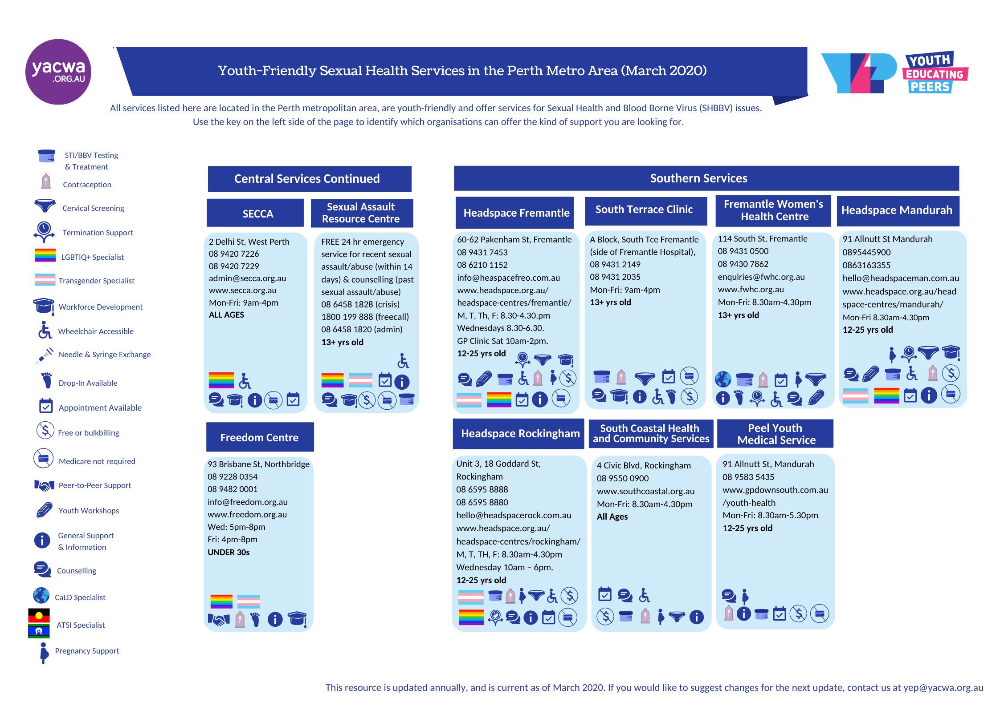 yacwa
.ORG.AU
Youth-Friendly Sexual Health Services in the Perth Metro Area (March 2020)
YEP
YOUTH
EDUCATING
PEERS
All services listed here are located in the Perth metropolitan area, are youth-friendly and offer services for Sexual Health and Blood Borne Virus (SHBBV) issues.
Use the key on the left side of the page to identify which organisations can offer the kind of support you are looking for.
STI/BBV Testing
& Treatment
Contraception
Cervical Screening
Termination Support
LGBTIQ+ Specialist
Transgender Specialist
Workforce Development
Wheelchair Accessible
Needle & Syringe Exchange
Drop-In Available
Appointment Available
Free or bulkbilling
Medicare not required
Peer-to-Peer Support
Youth Workshops
General Support
& Information
Counselling
CaLD Specialist
ATSI Specialist
Pregnancy Support
Central Services Continued
SECCA
2 Delhi St, West Perth
08 9420 7226
08 9420 7229
admin@secca.org.au
www.secca.org.au
Mon-Fri: 9am-4pm
ALL AGES
Sexual Assault
Resource Centre
FREE 24 hr emergency
service for recent sexual
assault/abuse (within 14
days) & counselling (past
sexual assault/abuse)
08 6458 1828 (crisis)
1800 199 888 (freecall)
08 6458 1820 (admin)
13+ yrs old
Freedom Centre
93 Brisbane St, Northbridge
08 9228 0354
08 9482 0001
info@freedom.org.au
www.freedom.org.au
Wed: 5pm-8pm
Fri: 4pm-8pm
UNDER 30s
Southern Services
Headspace Fremantle
60-62 Pakenham St, Fremantle
08 9431 7453
08 6210 1152
info@heaspacefreo.com.au
www.headspace.org.au/
headspace-centres/fremantle/
M, T, Th, F: 8.30-4.30.pm
Wednesdays 8.30-6.30.
GP Clinic Sat 10am-2pm.
12-25 yrs old
South Terrace Clinic
A Block, South Tce Fremantle
(side of Fremantle Hospital),
08 9431 2149
08 9431 2035
Mon-Fri: 9am-4pm
13+ yrs old
Fremantle Women's
Health Centre
114 South St, Fremantle
08 9431 0500
08 9430 7862
enquiries@fwhc.org.au
www.fwhc.org.au
Mon-Fri: 8.30am-4.30pm
13+ yrs old
Headspace Mandurah
91 Allnutt St Mandurah
0895445900
0863163355
hello@headspaceman.com.au
www.headspace.org.au/head
space-centres/mandurah/
Mon-Fri 8.30am-4.30pm
12-25 yrs old
Headspace Rockingham
Unit 3, 18 Goddard St,
Rockingham
08 6595 8888
08 6595 8880
hello@headspacerock.com.au
www.headspace.org.au/
headspace-centres/rockingham/
M, T, TH, F: 8.30am-4.30pm
Wednesday 10am – 6pm.
12-25 yrs old
South Coastal Health
and Community Services
4 Civic Blvd, Rockingham
08 9550 0900
www.southcoastal.org.au
Mon-Fri: 8.30am-4.30pm
All Ages
Peel Youth
Medical Service
91 Allnutt St, Mandurah
08 9583 5435
www.gpdownsouth.com.au
/youth-health
Mon-Fri: 8.30am-5.30pm
12-25 yrs old
This resource is updated annually, and is current as of March 2020. If you would like to suggest changes for the next update, contact us at yep@yacwa.org.au